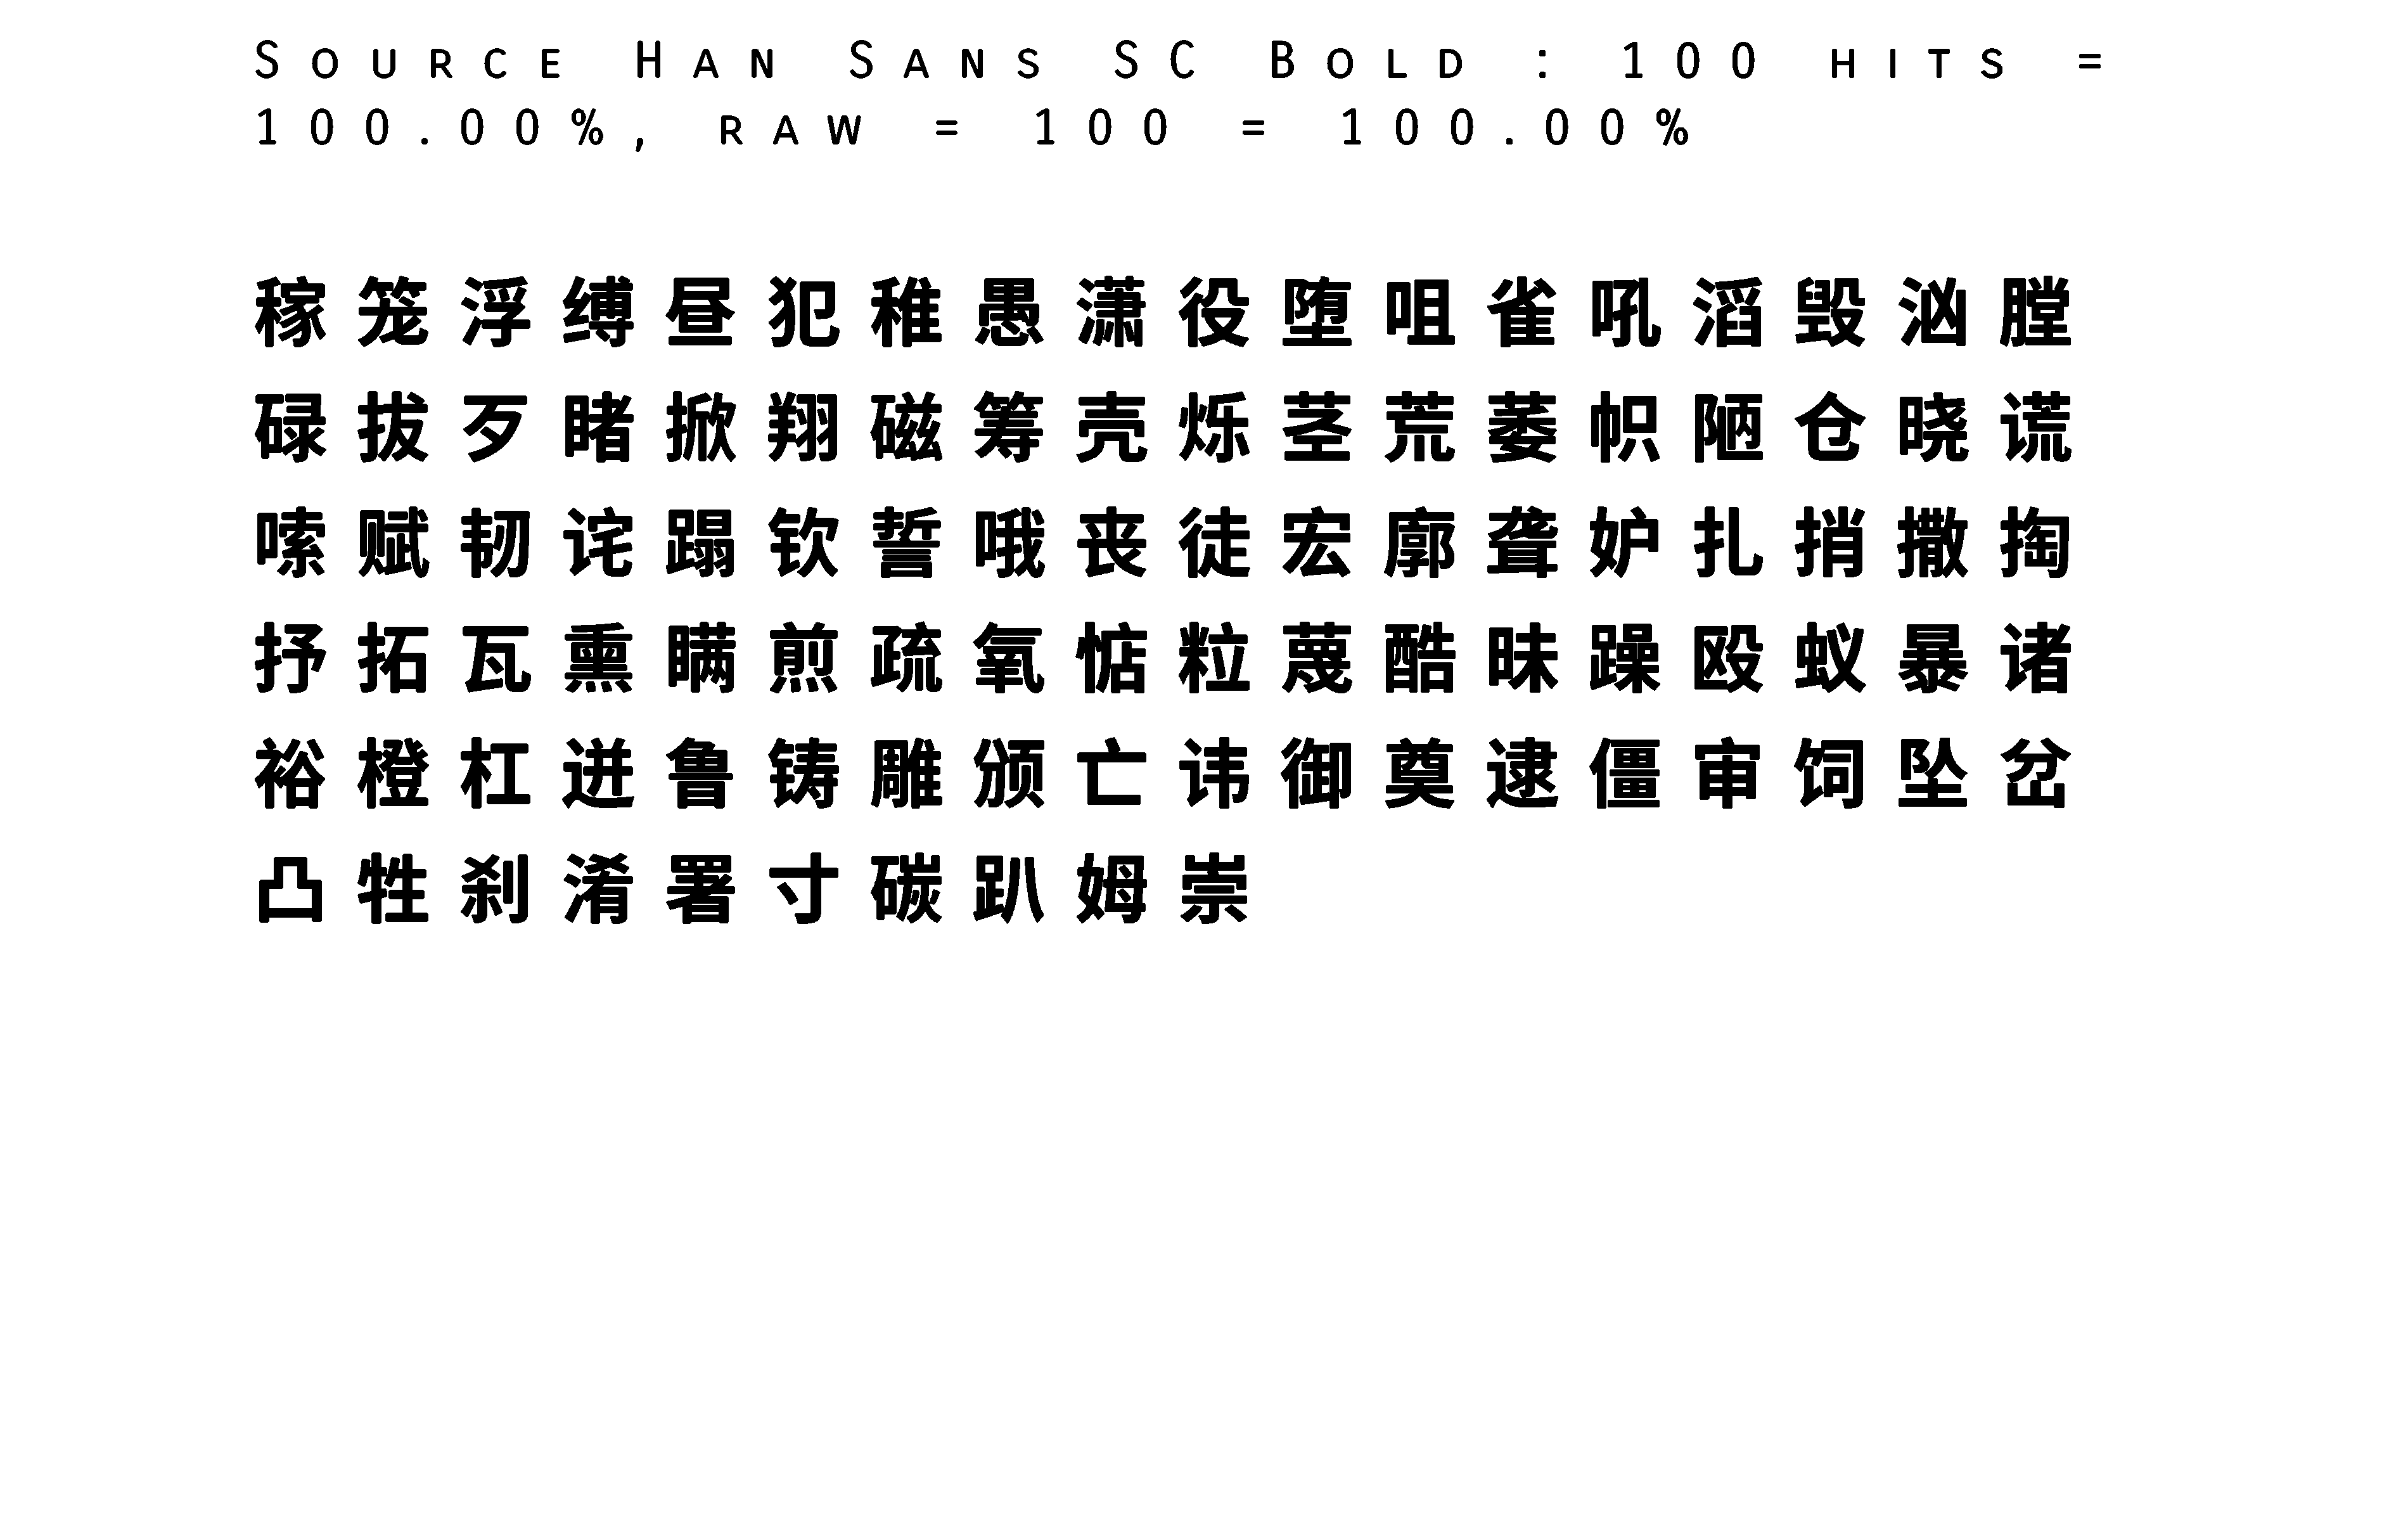 Source Han Sans SC Bold : 100 hits =
100.00%, raw = 100 = 100.00%
稼笼浮缚昼犯稚愚潇役堕咀雀吼滔毁汹膛
碌拔歹睹掀翔磁筹壳烁茎荒萎帜陋仓晓谎
嗦赋韧诧蹋钦誓哦丧徒宏廓聋妒扎捎撒掏
抒拓瓦熏瞒煎疏氧惦粒蔑酷昧躁殴蚁暴诸
裕橙杠迸鲁铸雕颁亡讳御奠逮僵审饲坠岔
凸牲刹淆署寸碳趴姆崇